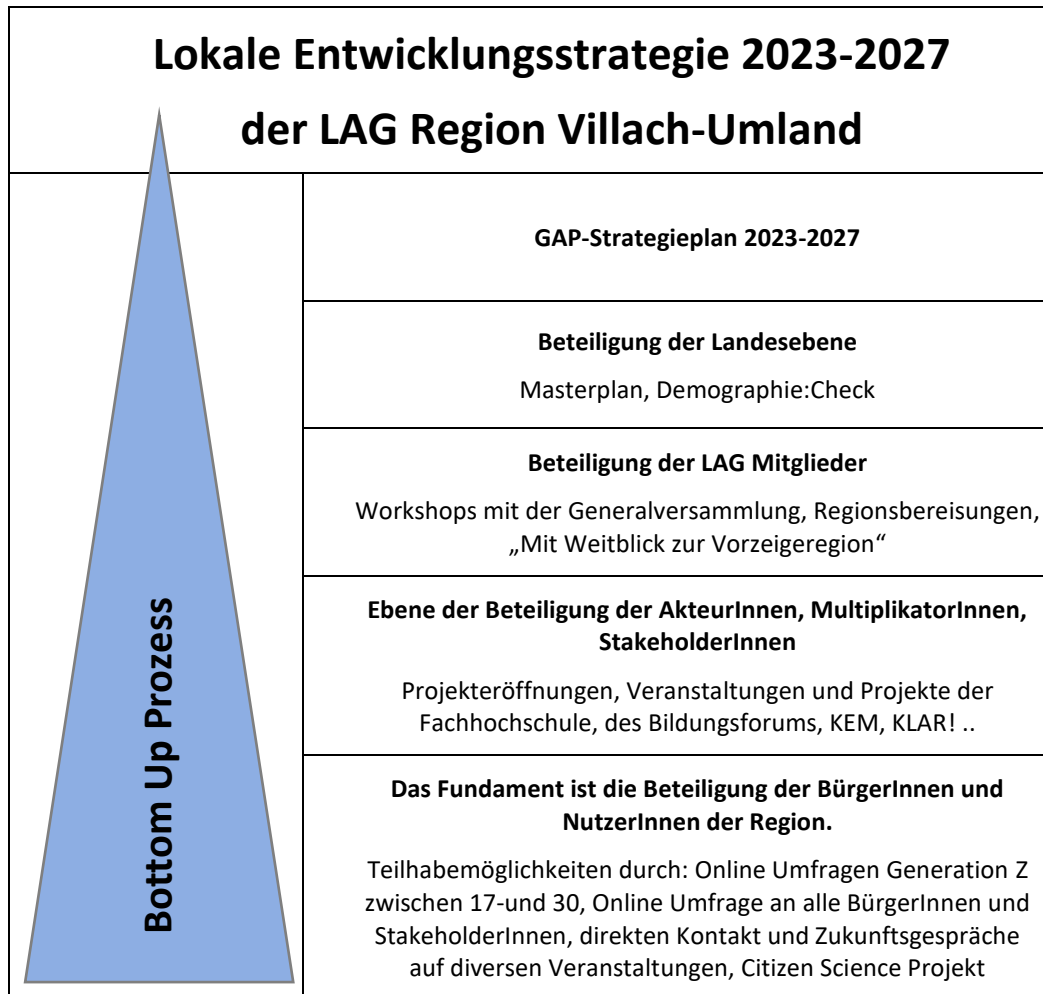 Lokale Entwicklungsstrategie 2023-2027
der LAG Region Villach-Umland
GAP-Strategieplan 2023-2027
Beteiligung der Landesebene
Masterplan, Demographie:Check
Beteiligung der LAG Mitglieder
Workshops mit der Generalversammlung, Regionsbereisungen,
„Mit Weitblick zur Vorzeigeregion“
Ebene der Beteiligung der AkteurInnen, MultiplikatorInnen,
StakeholderInnen
Projekteröffnungen, Veranstaltungen und Projekte der
Fachhochschule, des Bildungsforums, KEM, KLAR! ..
Das Fundament ist die Beteiligung der BürgerInnen und
NutzerInnen der Region.
Teilhabemöglichkeiten durch: Online Umfragen Generation Z
zwischen 17-und 30, Online Umfrage an alle BürgerInnen und
StakeholderInnen, direkten Kontakt und Zukunftsgespräche
auf diversen Veranstaltungen, Citizen Science Projekt
Bottom Up Prozess